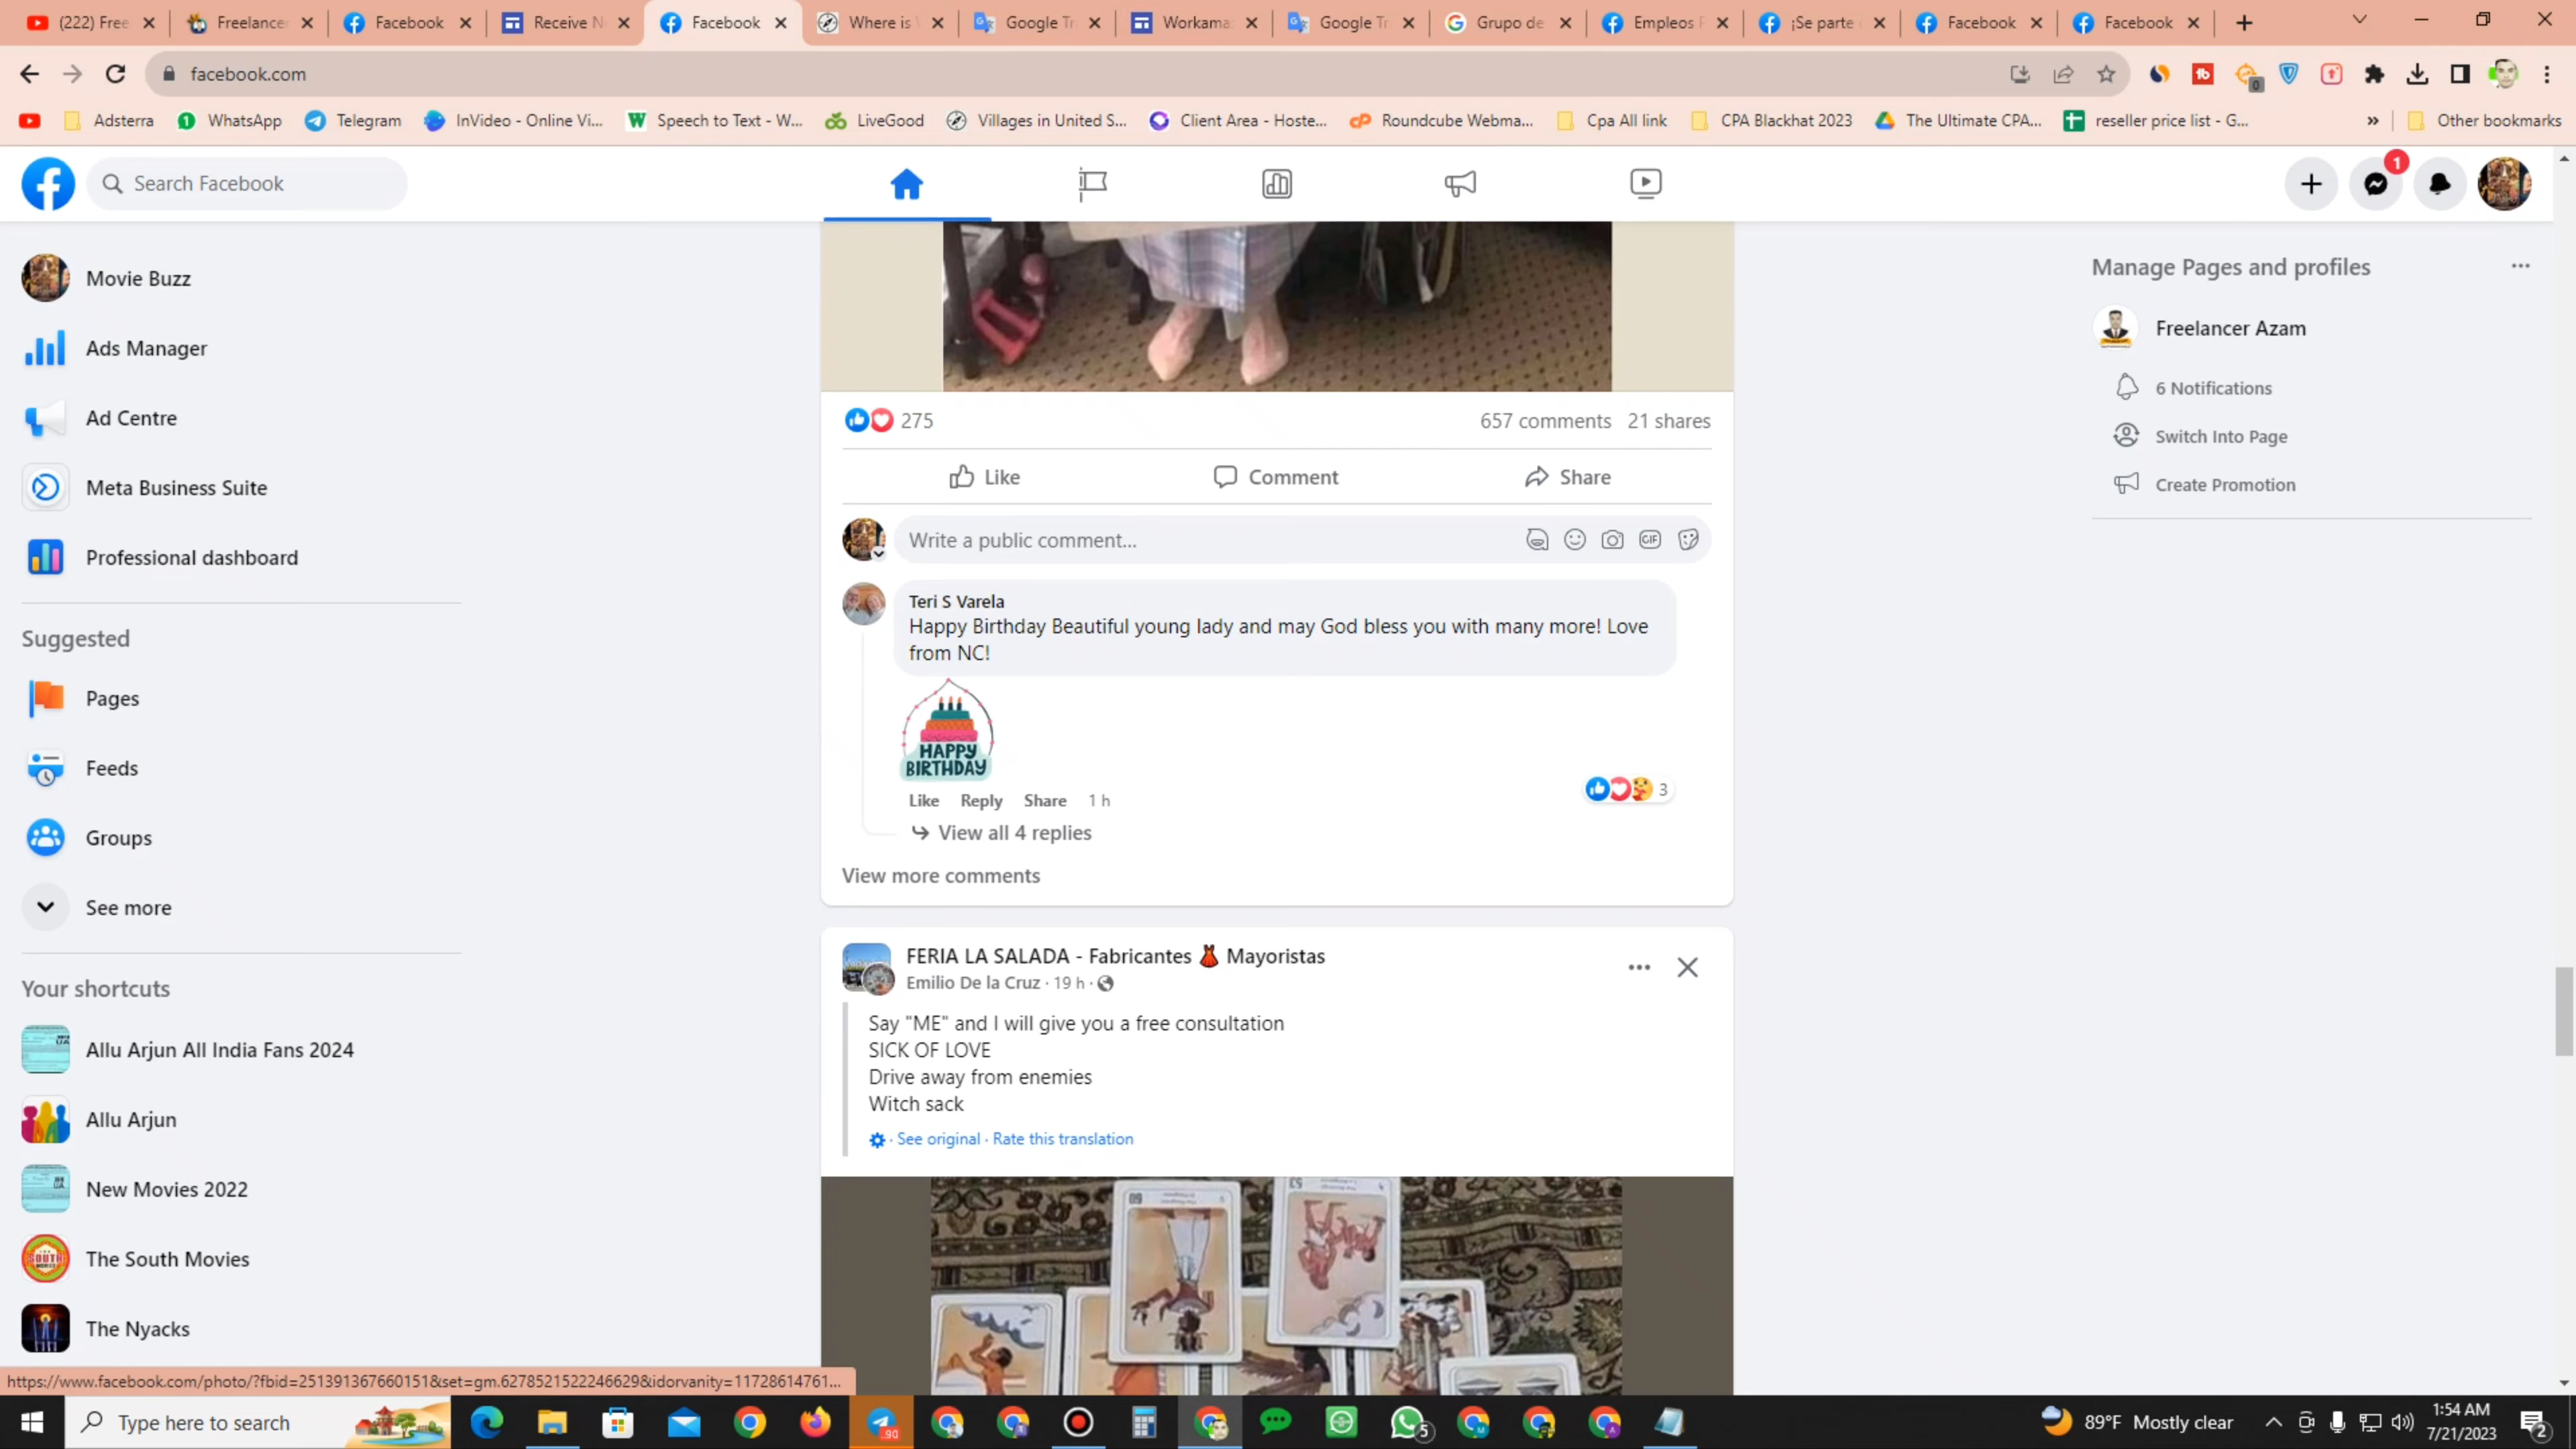 (222) Free
Freelancer
Facebook
Receive N
Facebook
Where is
Google Tr
Workama
Google Tr
Grupo de
Empleos
¡Se parte
Facebook
Facebook
facebook.com
0
Adsterra
WhatsApp
Telegram
InVideo - Online Vi...
Speech to Text - W...
LiveGood
Villages in United S...
Client Area - Hoste...
Roundcube Webma...
Cpa All link
CPA Blackhat 2023
The Ultimate CPA...
reseller price list - G...
»
Other bookmarks
Search Facebook
1
Movie Buzz
Ads Manager
Ad Centre
Meta Business Suite
Professional dashboard
Suggested
Pages
Feeds
Groups
See more
Your shortcuts
Allu Arjun All India Fans 2024
Allu Arjun
New Movies 2022
The South Movies
The Nyacks
275
657 comments 21 shares
Like
Comment
Share
Write a public comment...
GIF
Teri S Varela
Happy Birthday Beautiful young lady and may God bless you with many more! Love
from NC!
HAPPY
BIRTHDAY
Like Reply Share 1 h
3
View all 4 replies
View more comments
FERIA LA SALADA - Fabricantes 👗 Mayoristas
Emilio De la Cruz · 19 h ·
Say "ME" and I will give you a free consultation
SICK OF LOVE
Drive away from enemies
Witch sack
· See original · Rate this translation
Manage Pages and profiles
Freelancer Azam
6 Notifications
Switch Into Page
Create Promotion
https://www.facebook.com/photo/?fbid=251391367660151&set=gm.6278521522246629&idorvanity=11728614761...
Type here to search
90
5
89°F Mostly clear
1:54 AM
7/21/2023
2